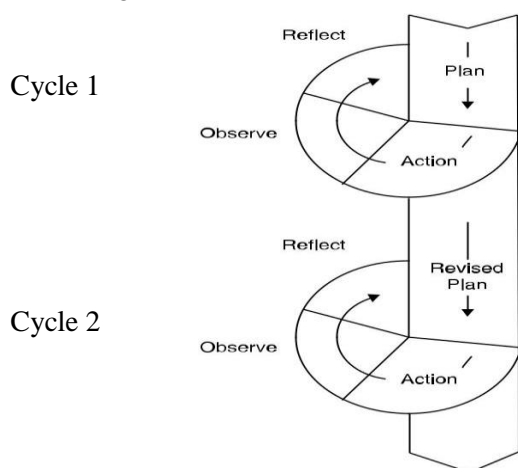 Reflect
Cycle 1
Plan
Observe
Action
Reflect
Revised
Plan
Cycle 2
Observe
Action